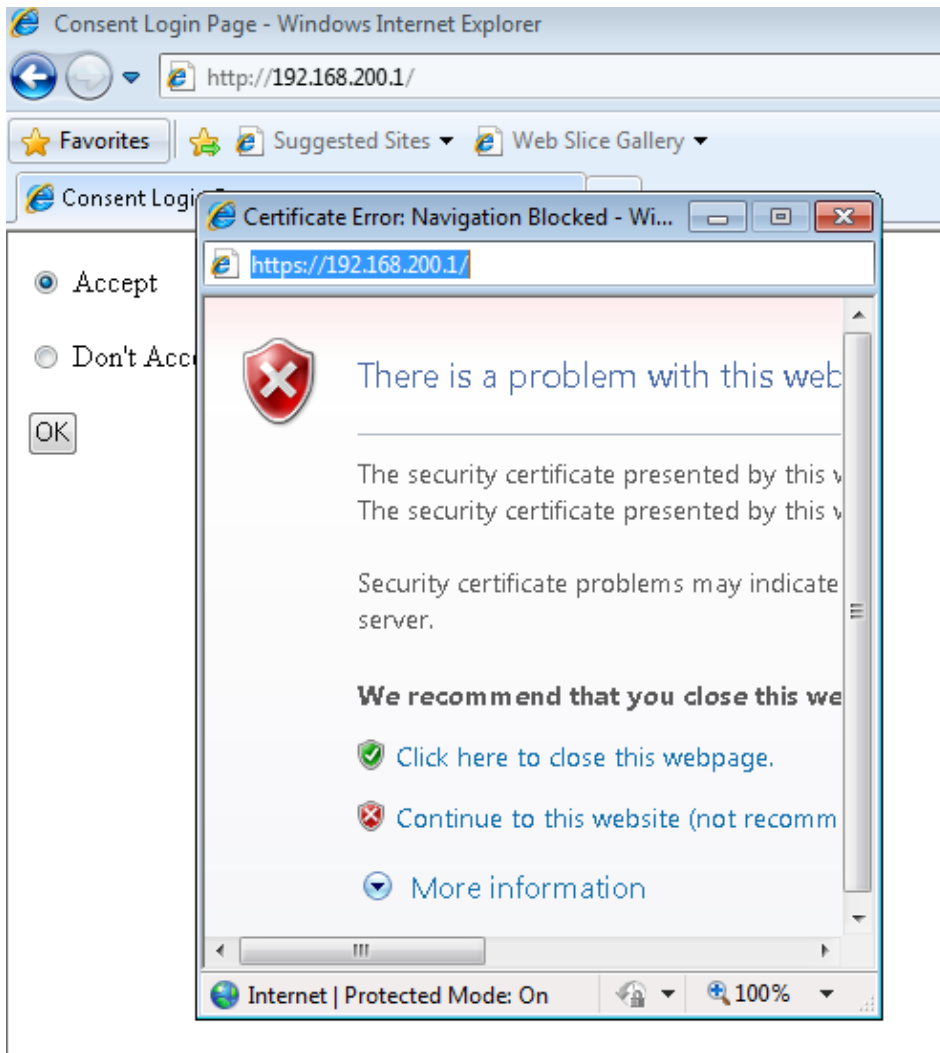 Consent Login Page - Windows Internet Explorer
http://192.168.200.1/
Favorites Suggested Sites Web Slice Gallery
Consent Logi
Certificate Error: Navigation Blocked - Wi...
https://192.168.200.1/
Accept
Don't Acc
OK
There is a problem with this web
The security certificate presented by this
The security certificate presented by this
Security certificate problems may indicate
server.
We recommend that you close this we
Click here to close this webpage.
Continue to this website (not recomm
More information
Internet | Protected Mode: On 100%